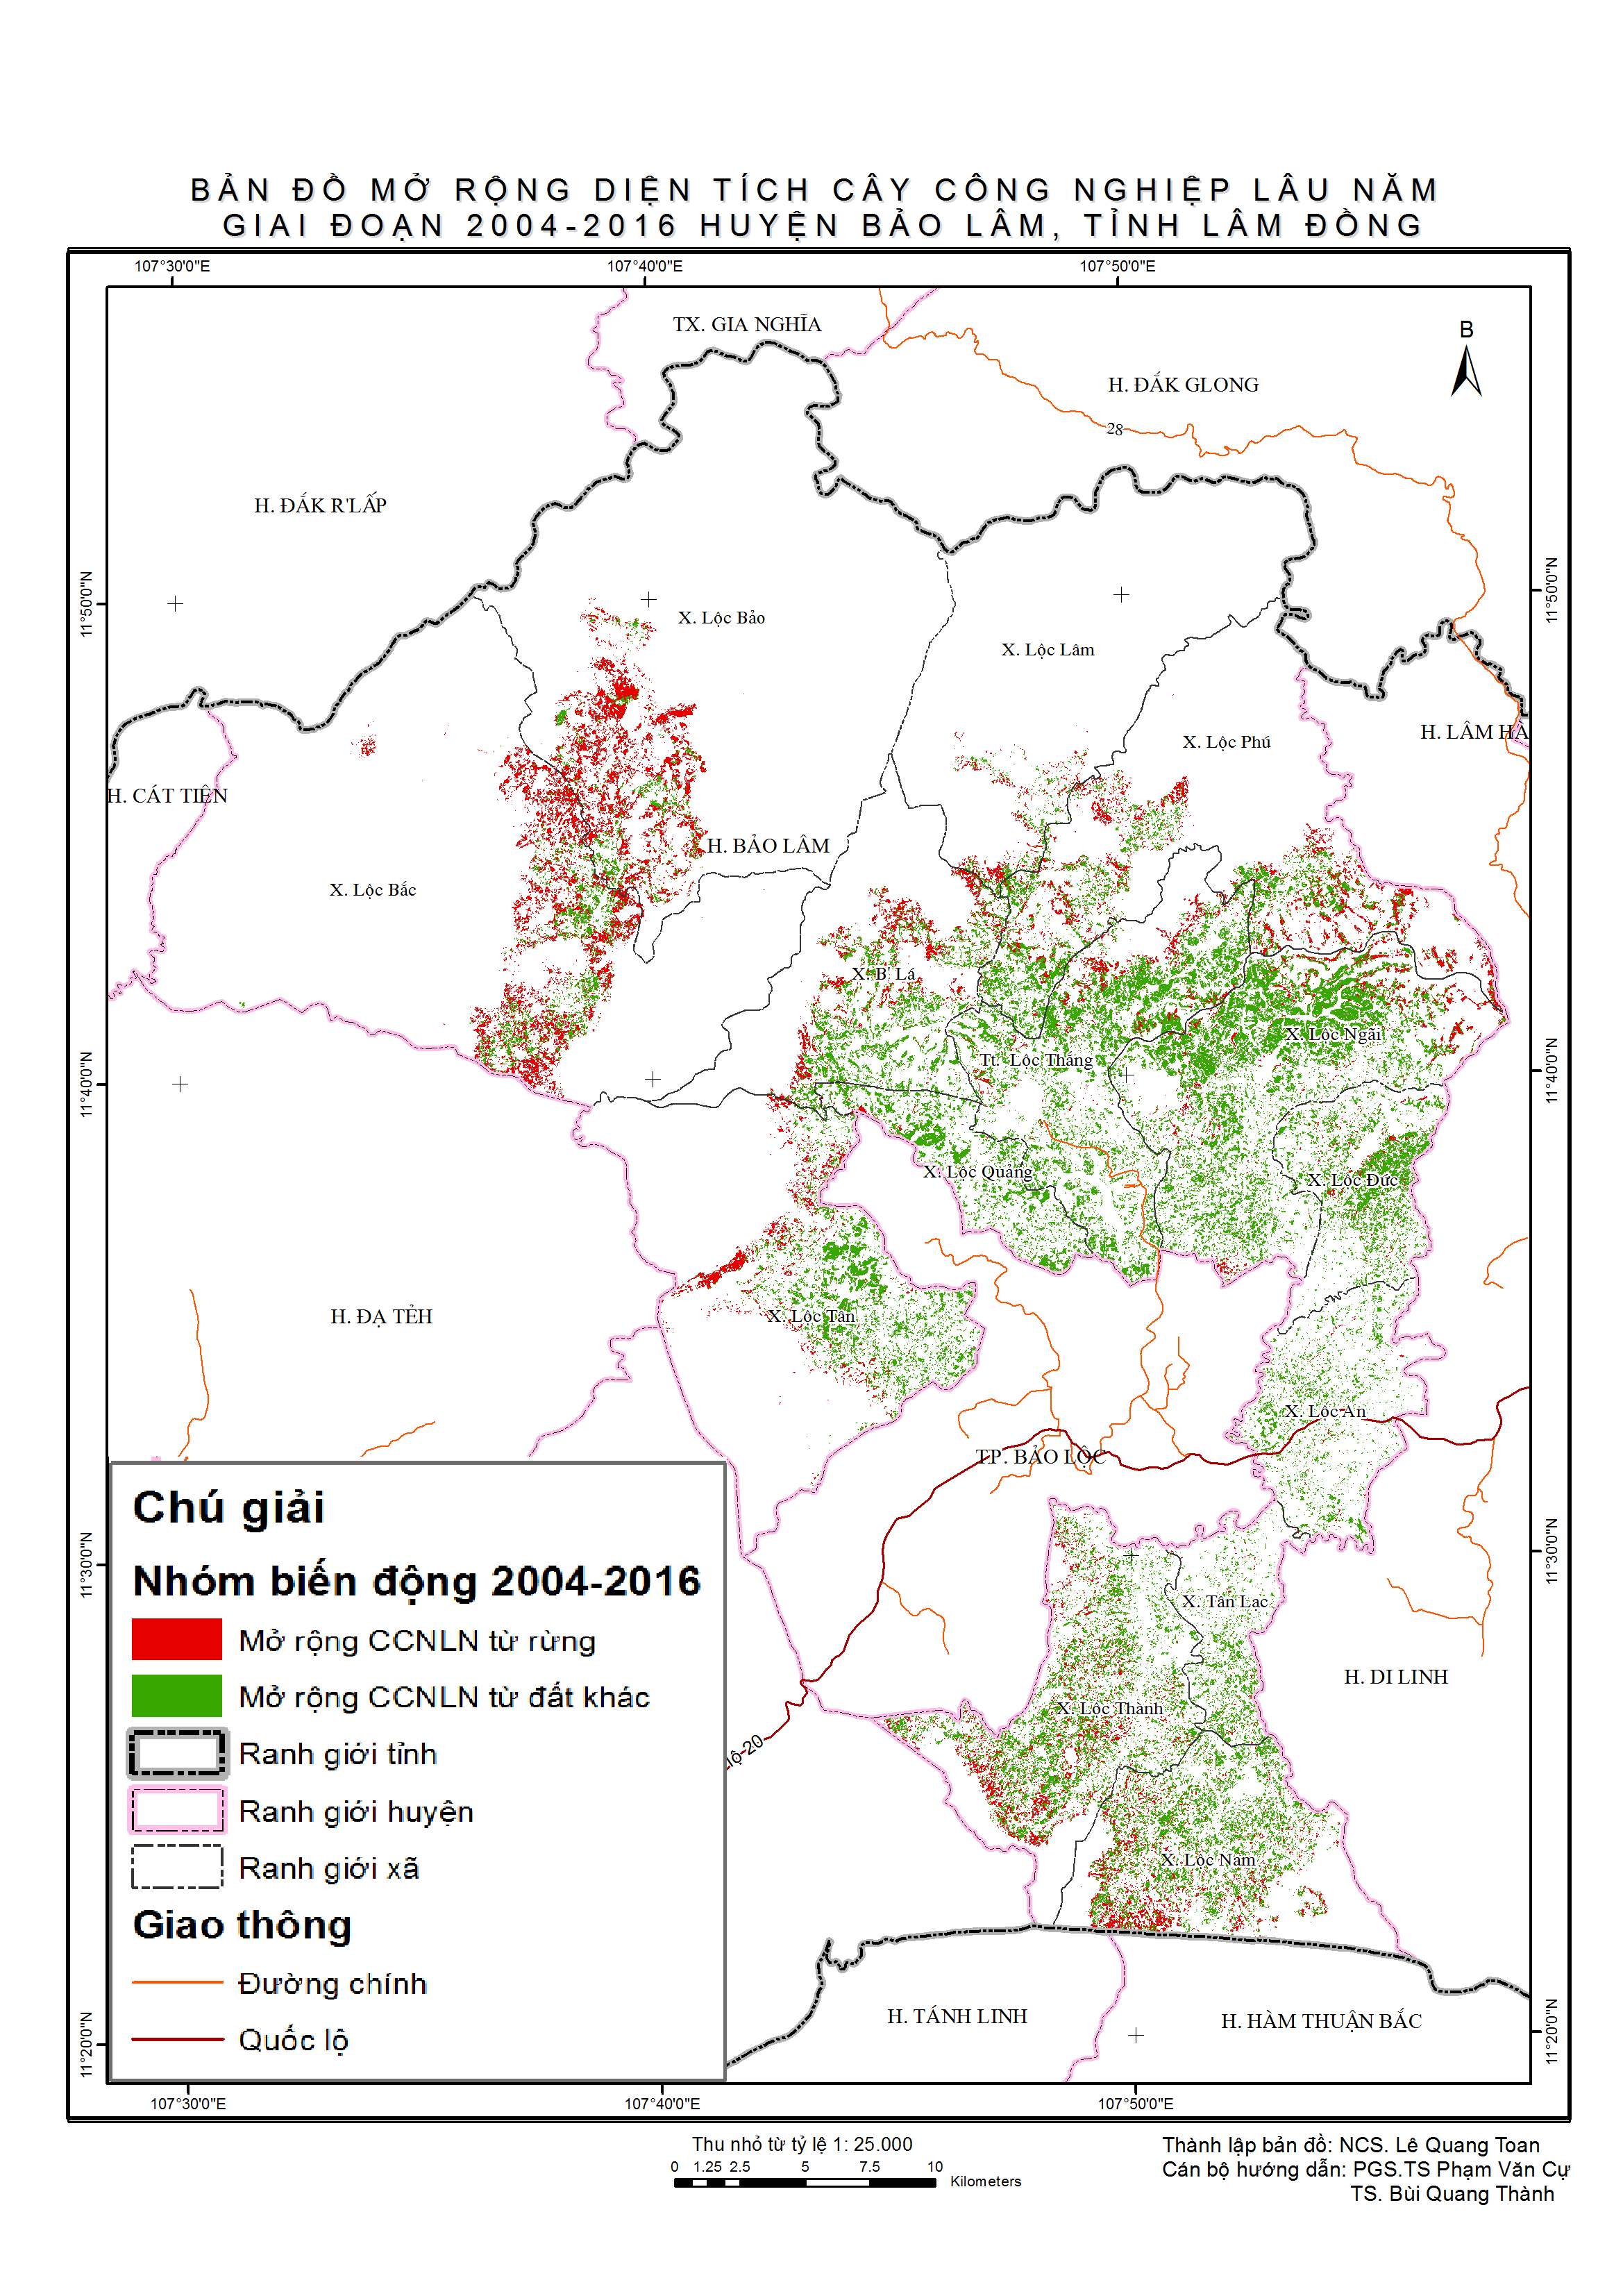 BẢN ĐỒ MỞ RỘNG DIỆN TÍCH CÂY CÔNG NGHIỆP LÂU NĂM
GIAI ĐOẠN 2004-2016 HUYỆN BẢO LÂM, TỈNH LÂM ĐỒNG
107°30'0"E
107°40'0"E
107°50'0"E
TX. GIA NGHĨA
B
H. ĐẮK GLONG
28
H. ĐẮK R'LẤP
11°50'0"N
11°50'0"N
X. Lộc Bảo
X. Lộc Lâm
H. LÂM HÀ
X. Lộc Phú
H. CÁT TIÊN
H. BẢO LÂM
X. Lộc Bắc
X. B Lá
X. Lộc Ngãi
Tt. Lộc Thắng
11°40'0"N
11°40'0"N
X. Lộc Quảng
X. Lộc Đức
H. ĐẠ TẺH
X. Lộc Tân
X. Lộc An
TP. BẢO LỘC
11°30'0"N
11°30'0"N
X. Tân Lạc
H. DI LINH
X. Lộc Thành
lộ 20
X. Lộc Nam
H. TÁNH LINH
H. HÀM THUẬN BẮC
11°20'0"N
11°20'0"N
Chú giải
Nhóm biến động 2004-2016
Mở rộng CCNLN từ rừng
Mở rộng CCNLN từ đất khác
Ranh giới tỉnh
Ranh giới huyện
Ranh giới xã
Giao thông
Đường chính
Quốc lộ
107°30'0"E
107°40'0"E
107°50'0"E
Thu nhỏ từ tỷ lệ 1: 25.000
0 1.25 2.5 5 7.5 10
Kilometers
Thành lập bản đồ: NCS. Lê Quang Toan
Cán bộ hướng dẫn: PGS.TS Phạm Văn Cự
TS. Bùi Quang Thành